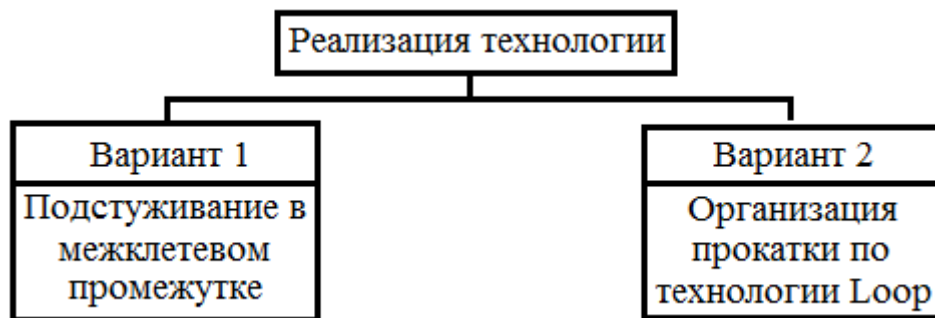 Реализация технологии
Вариант 1
Подстуживание в
межклетевом
промежутке
Вариант 2
Организация
прокатки по
технологии Loop